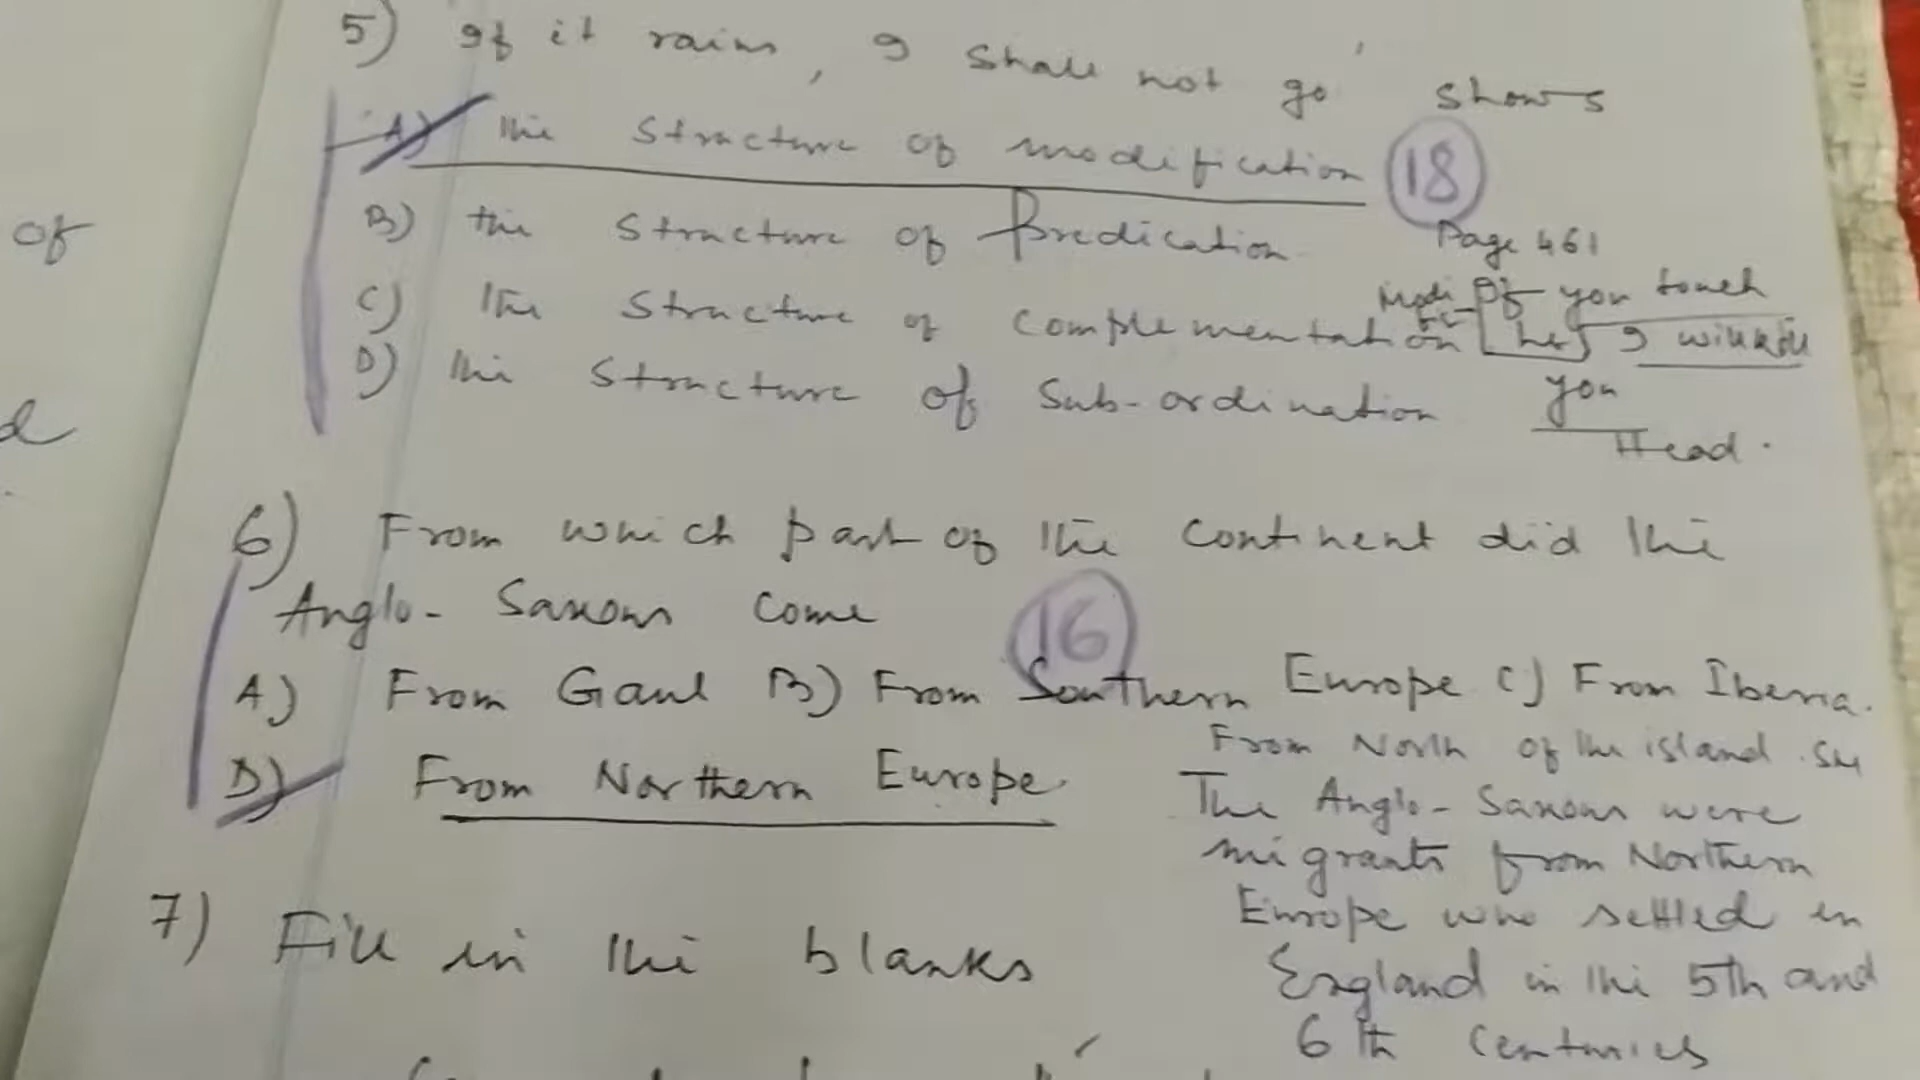 5) If it rains, I shall not go' shows
A) the structure of modification (18)
B) the structure of Predication
Page 461
C) the structure of complementation
Modi If you touch
her I will kill
you
Head.
D) the structure of Sub-ordination
of
d
6) From which part of the continent did the
Anglo-Saxons come (16)
A) From Gaul B) From Southern Europe C) From Iberia.
D) From Northern Europe.
From North of the island
The Anglo-Saxons were
migrants from Northern
Europe who settled in
England in the 5th and
6th centuries
7) Fill in the blanks